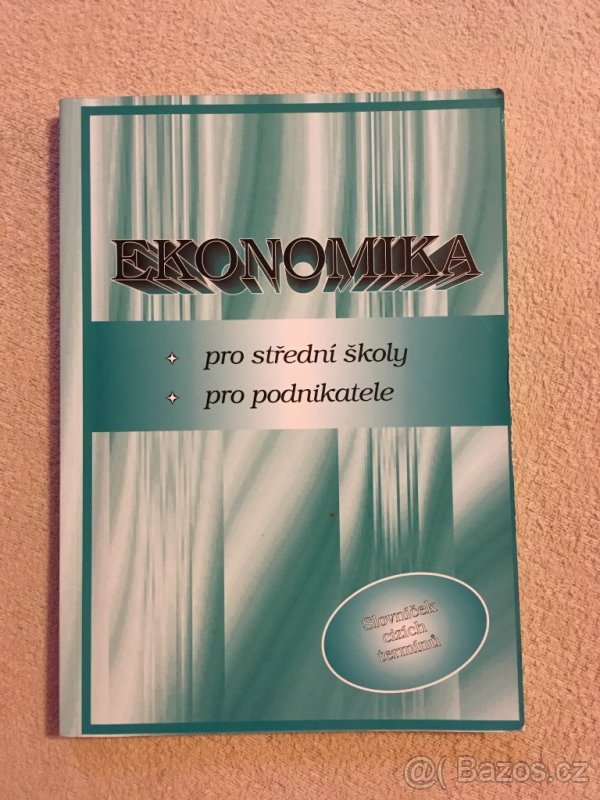 EKONOMIKA
pro střední školy
pro podnikatele
Slovníček
cizích
termínů
@( Bazos.cz